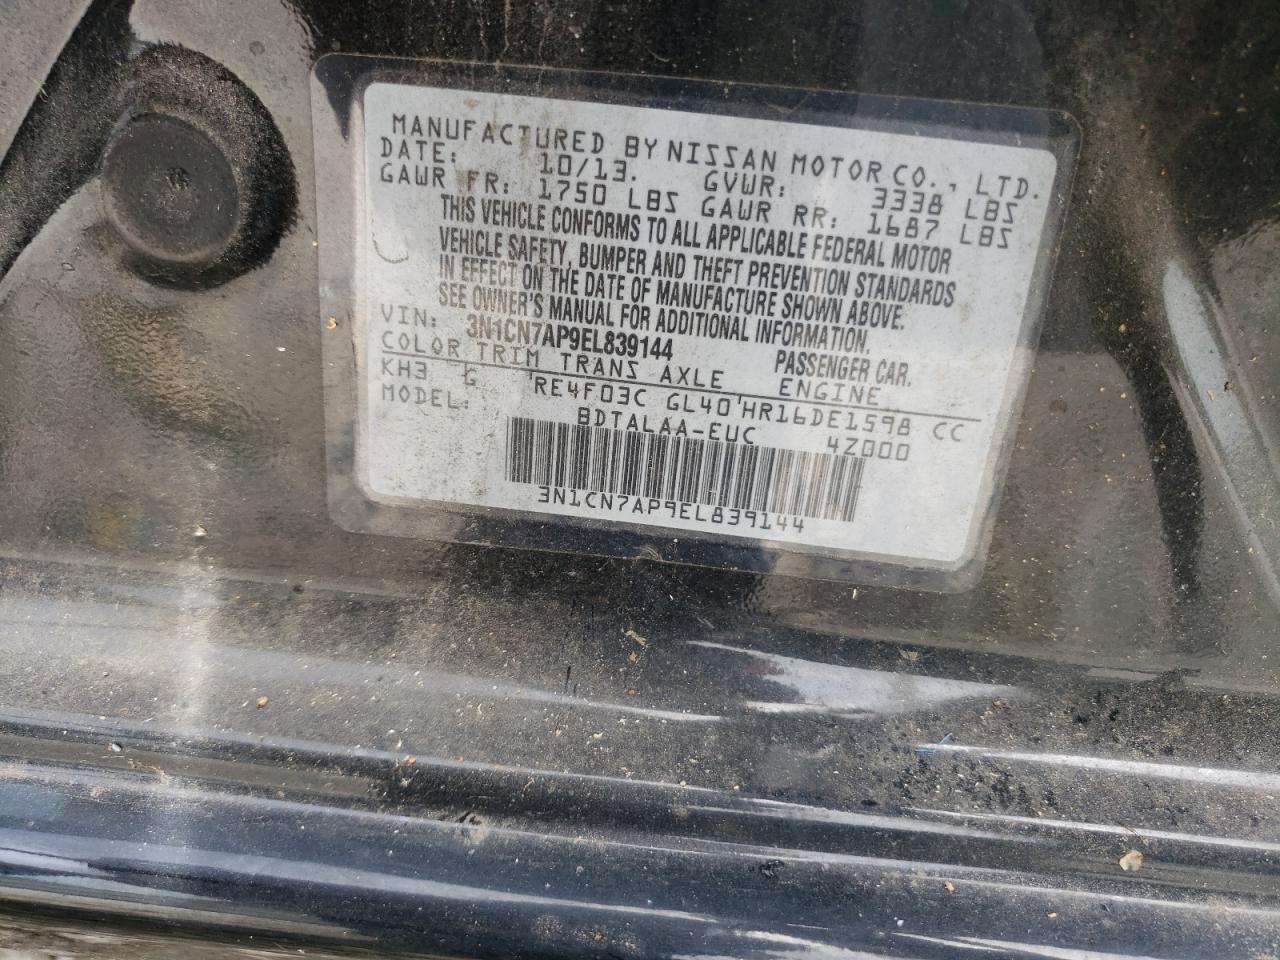 MANUFACTURED BY NISSAN MOTOR CO., LTD.
DATE: 10/13. GVWR: 3338 LBS
GAWR FR: 1750 LBS GAWR RR: 1687 LBS
THIS VEHICLE CONFORMS TO ALL APPLICABLE FEDERAL MOTOR
VEHICLE SAFETY, BUMPER AND THEFT PREVENTION STANDARDS
IN EFFECT ON THE DATE OF MANUFACTURE SHOWN ABOVE.
SEE OWNER'S MANUAL FOR ADDITIONAL INFORMATION.
VIN: 3N1CN7AP9EL839144 PASSENGER CAR.
COLOR TRIM TRANS AXLE ENGINE
KH3 G RE4F03C GL40 HR16DE1598 CC
MODEL: BDTALAA-EUC 4Z000
3N1CN7AP9EL839144